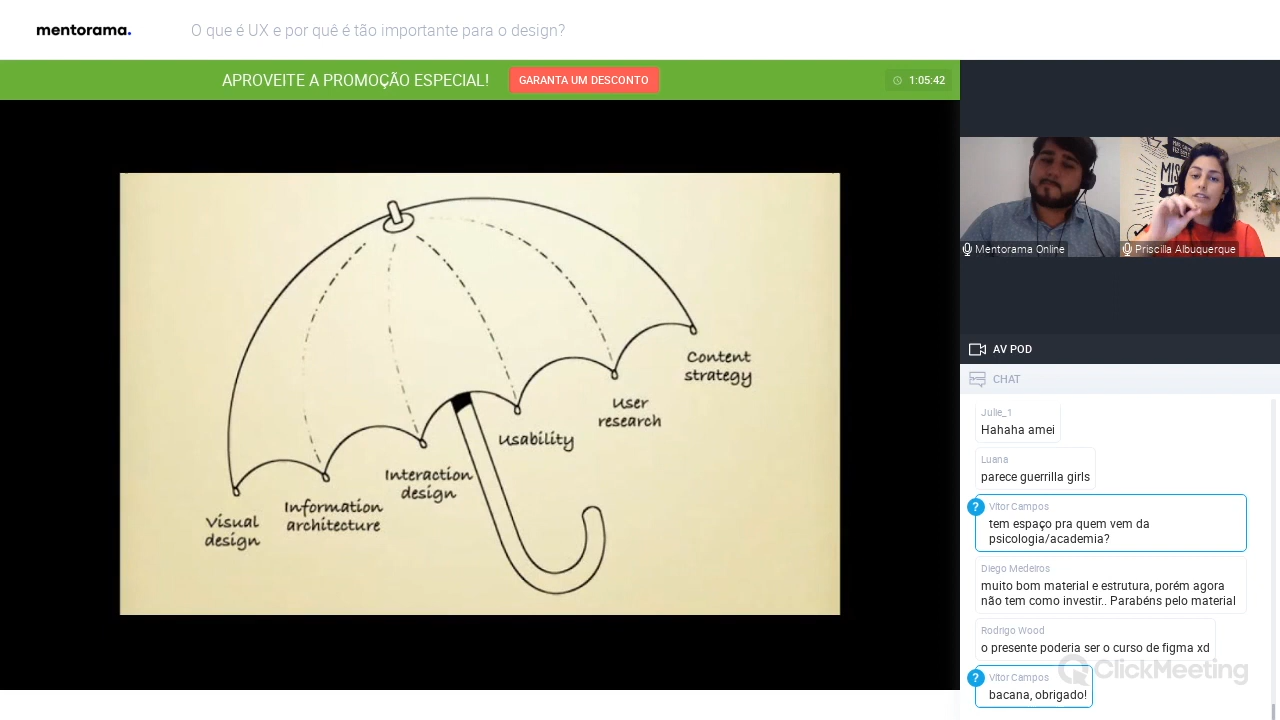 mentorama.
O que é UX e por quê é tão importante para o design?
APROVEITE A PROMOÇÃO ESPECIAL!
GARANTA UM DESCONTO
1:05:42
Content
strategy
User
research
Usability
Interaction
design
Information
architecture
Visual
design
MIS
Mentorama Online
Priscilla Albuquerque
AV POD
CHAT
Julie_1
Hahaha amei
Luana
parece guerrilla girls
?
Vitor Campos
tem espaço pra quem vem da
psicologia/academia?
Diego Medeiros
muito bom material e estrutura, porém agora
não tem como investir.. Parabéns pelo material
Rodrigo Wood
o presente poderia ser o curso de figma xd
ClickMeeting
?
Vitor Campos
bacana, obrigado!